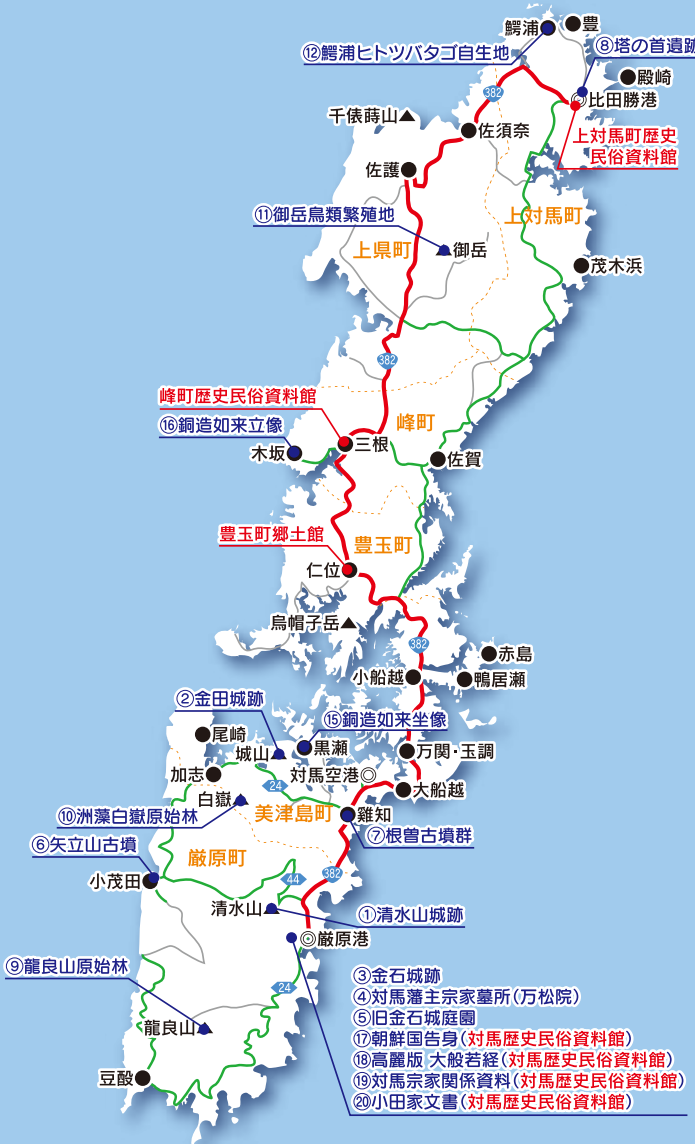 鰐浦
豊
⑧塔の首遺跡
⑫鰐浦ヒトツバタゴ自生地
殿崎
382
比田勝港
千俵蒔山
佐須奈
上対馬町歴史
民俗資料館
佐護
⑪御岳鳥類繁殖地
上対馬町
上県町
御岳
茂木浜
382
峰町歴史民俗資料館
峰町
⑯銅造如来立像
三根
木坂
佐賀
豊玉町郷土館
豊玉町
仁位
烏帽子岳
382
赤島
小船越
鴨居瀬
②金田城跡
⑮銅造如来坐像
尾崎
城山
黒瀬
万関・玉調
加志
対馬空港
24
大船越
白嶽
美津島町
⑩洲藻白嶽原始林
雞知
⑦根曽古墳群
⑥矢立山古墳
厳原町
小茂田
44
382
清水山
①清水山城跡
厳原港
⑨龍良山原始林
24
③金石城跡
④対馬藩主宗家墓所(万松院)
⑤旧金石城庭園
⑰朝鮮国告身(対馬歴史民俗資料館)
⑱高麗版 大般若経(対馬歴史民俗資料館)
⑲対馬宗家関係資料(対馬歴史民俗資料館)
⑳小田家文書(対馬歴史民俗資料館)
龍良山
豆酘